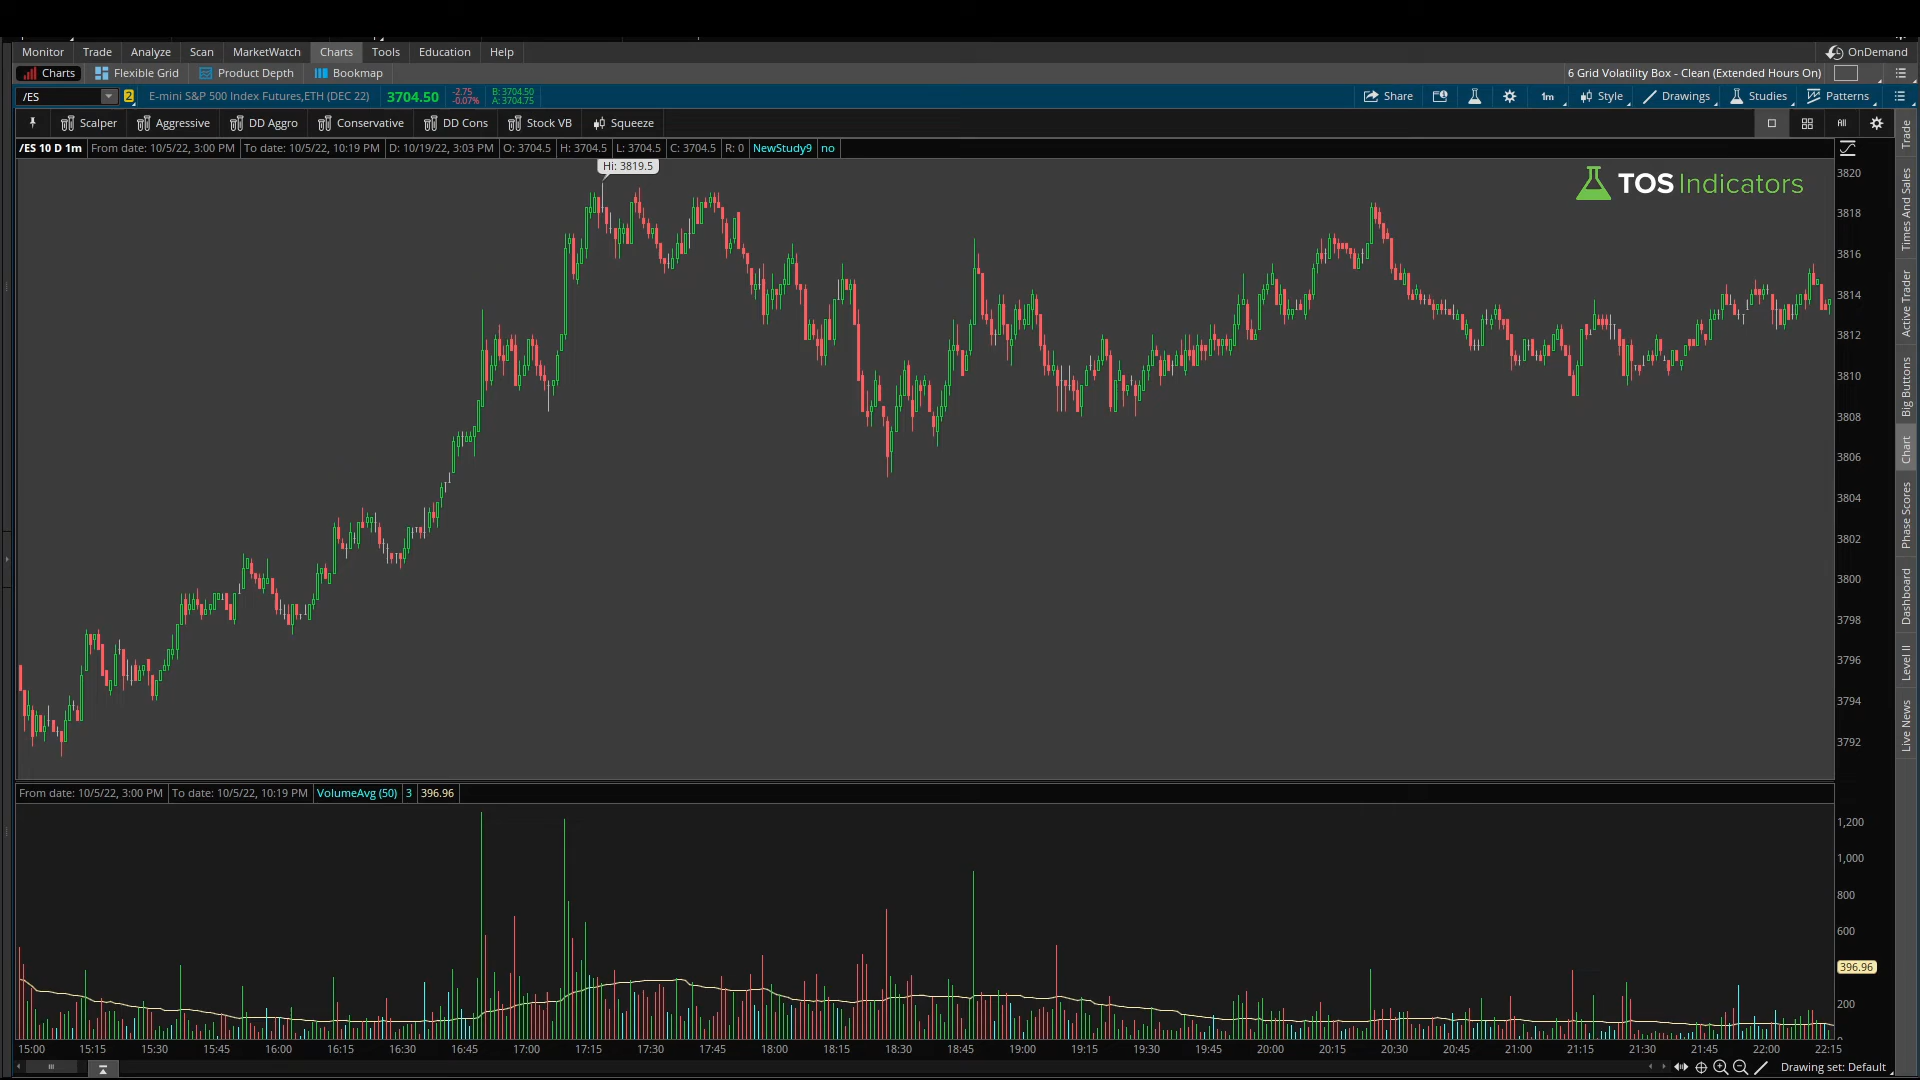 Monitor Trade Analyze Scan MarketWatch Charts Tools Education Help OnDemand
Charts Flexible Grid Product Depth Bookmap 6 Grid Volatility Box - Clean (Extended Hours On)
/ES 2 E-mini S&P 500 Index Futures,ETH (DEC 22) 3704.50 -2.75 B: 3704.50 Share 1m Style Drawings Studies Patterns
-0.07% A: 3704.75
Scalper Aggressive DD Aggro Conservative DD Cons Stock VB Squeeze All
/ES 10 D 1m From date: 10/5/22, 3:00 PM To date: 10/5/22, 10:19 PM D: 10/19/22, 3:03 PM O: 3704.5 H: 3704.5 L: 3704.5 C: 3704.5 R: 0 NewStudy9 no
Hi: 3819.5
TOS Indicators
3820
3818
3816
3814
3812
3810
3808
3806
3804
3802
3800
3798
3796
3794
3792
Trade
Times And Sales
Active Trader
Big Buttons
Chart
Phase Scores
Dashboard
Level II
Live News
From date: 10/5/22, 3:00 PM To date: 10/5/22, 10:19 PM VolumeAvg (50) 3 396.96
1,200
1,000
800
600
396.96
200
15:00 15:15 15:30 15:45 16:00 16:15 16:30 16:45 17:00 17:15 17:30 17:45 18:00 18:15 18:30 18:45 19:00 19:15 19:30 19:45 20:00 20:15 20:30 20:45 21:00 21:15 21:30 21:45 22:00 22:15
Drawing set: Default